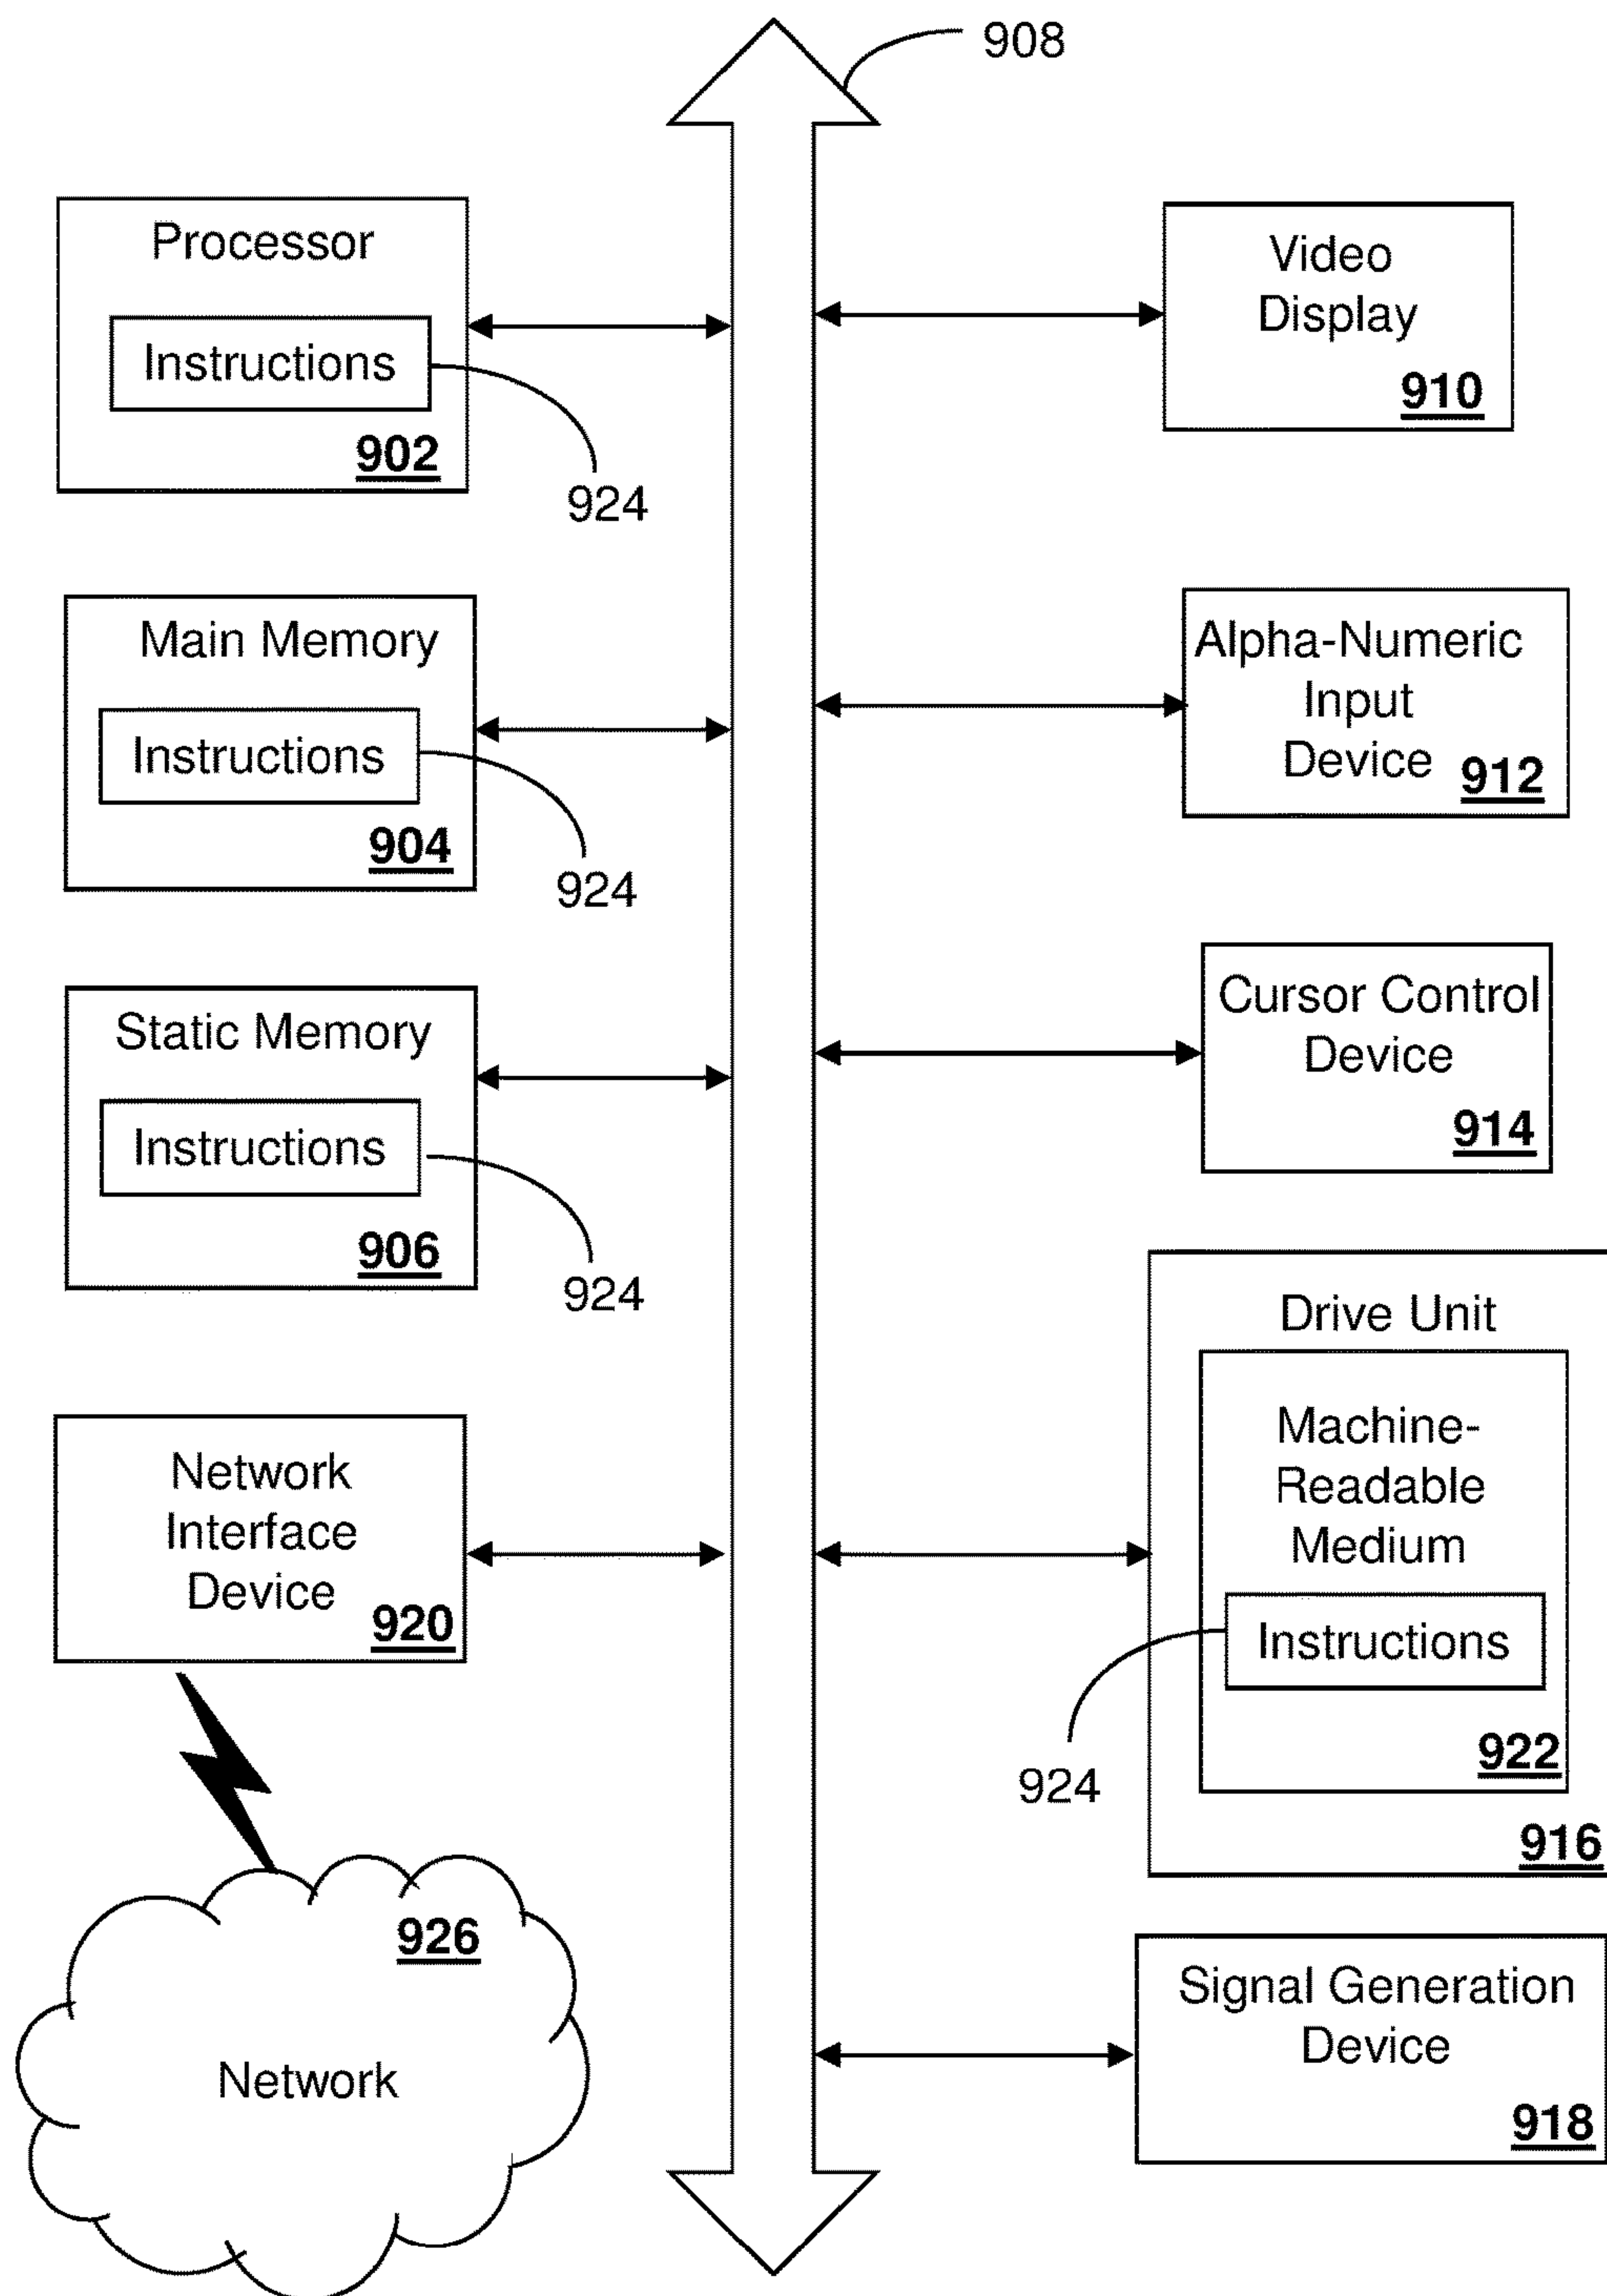 908
Processor
Instructions
902
924
Main Memory
Instructions
904
924
Static Memory
Instructions
906
924
Network
Interface
Device
920
926
Network
Video
Display
910
Alpha-Numeric
Input
Device
912
Cursor Control
Device
914
Drive Unit
Machine-
Readable
Medium
Instructions
922
924
916
Signal Generation
Device
918